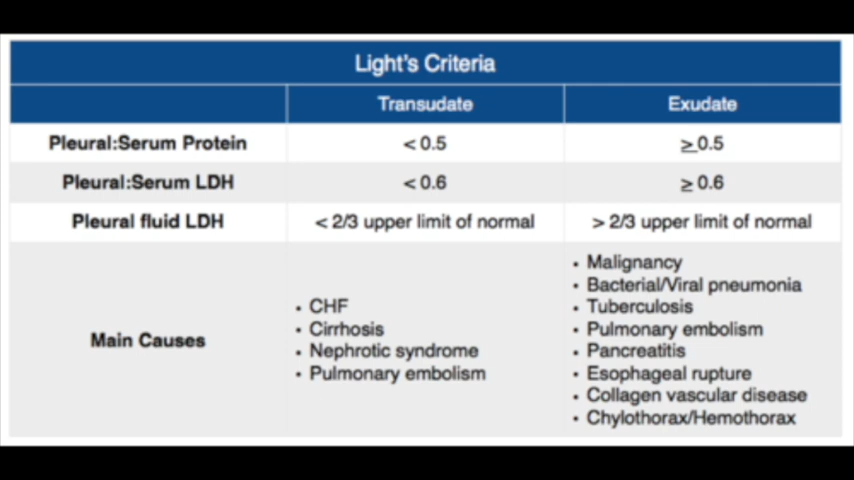 Light's Criteria
Transudate Exudate
Pleural:Serum Protein < 0.5 ≥ 0.5
Pleural:Serum LDH < 0.6 ≥ 0.6
Pleural fluid LDH < 2/3 upper limit of normal > 2/3 upper limit of normal
Main Causes
• CHF
• Cirrhosis
• Nephrotic syndrome
• Pulmonary embolism
• Malignancy
• Bacterial/Viral pneumonia
• Tuberculosis
• Pulmonary embolism
• Pancreatitis
• Esophageal rupture
• Collagen vascular disease
• Chylothorax/Hemothorax